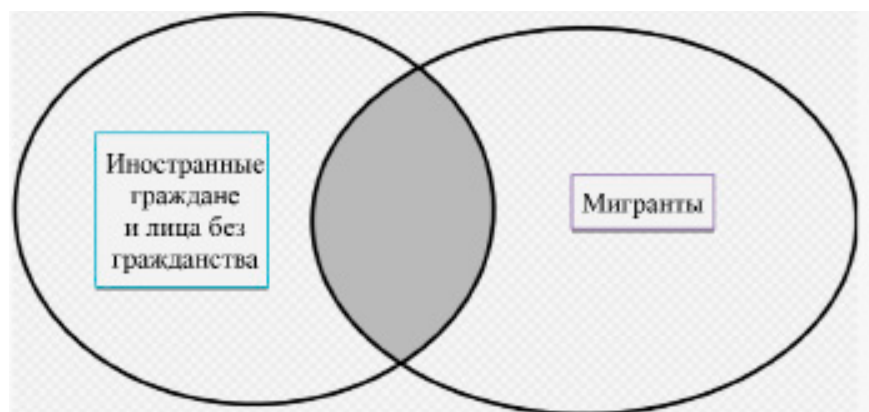 Иностранные
граждане
и лица без
гражданства
Мигранты